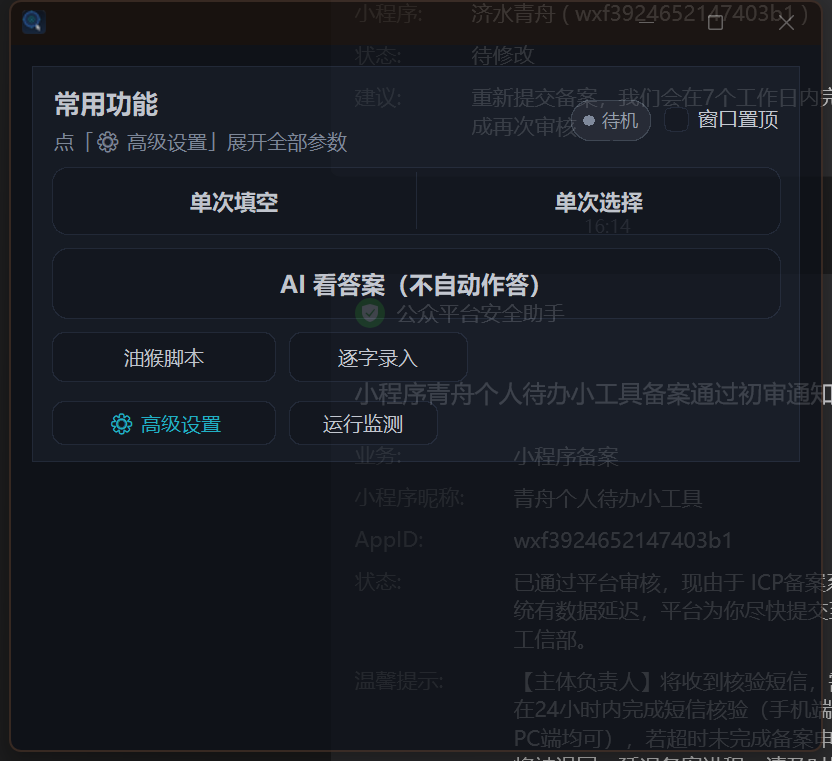 小程序: 济水青舟 ( wxf3924652147403b1 )
状态: 待修改
建议: 重新提交备案，我们会在7个工作日内完
成再次审核
常用功能
点「高级设置」展开全部参数
待机 窗口置顶
单次填空 单次选择
16:14
AI 看答案（不自动作答）
公众平台安全助手
油猴脚本 逐字录入
小程序青舟个人待办小工具备案通过初审通知
高级设置 运行监测
业务: 小程序备案
小程序昵称: 青舟个人待办小工具
AppID: wxf3924652147403b1
状态: 已通过平台审核，现由于 ICP备案系
统有数据延迟，平台为你尽快提交至
工信部。
温馨提示: 【主体负责人】将收到核验短信，需
在24小时内完成短信核验（手机端
PC端均可），若超时未完成备案申